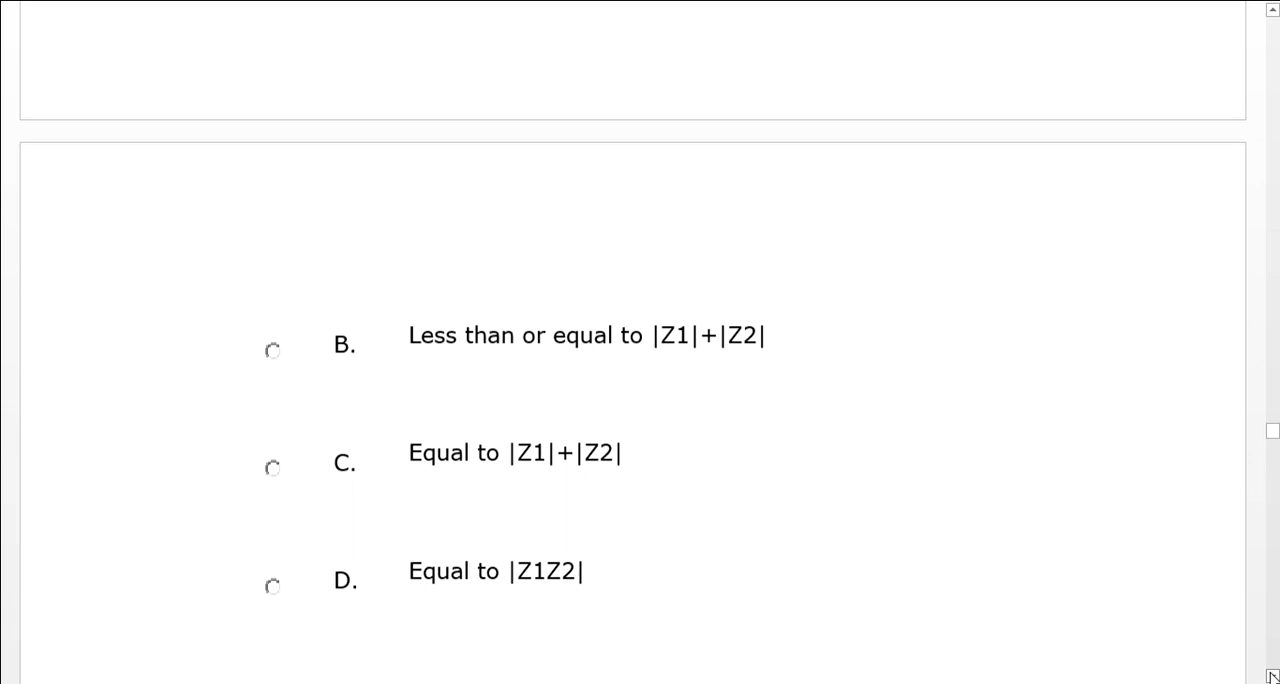 B. Less than or equal to |Z1|+|Z2|
C. Equal to |Z1|+|Z2|
D. Equal to |Z1Z2|